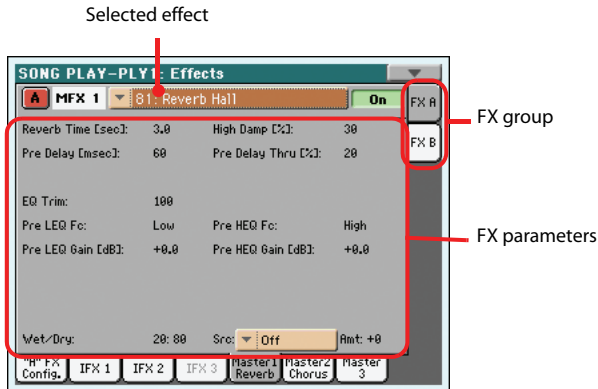 Selected effect
SONG PLAY-PLY1: Effects
A MFX 1 81: Reverb Hall On FX A
FX group
Reverb Time [sec]: 3.0 High Damp [%]: 30
FX B
Pre Delay [msec]: 60 Pre Delay Thru [%]: 20
EQ Trim: 100
Pre LEQ Fc: Low Pre HEQ Fc: High
FX parameters
Pre LEQ Gain [dB]: +0.0 Pre HEQ Gain [dB]: +0.0
Wet/Dry: 20:80 Src: Off Amt: +0
"A" FX Config. IFX 1 IFX 2 IFX 3 Master1 Reverb Master2 Chorus Master 3